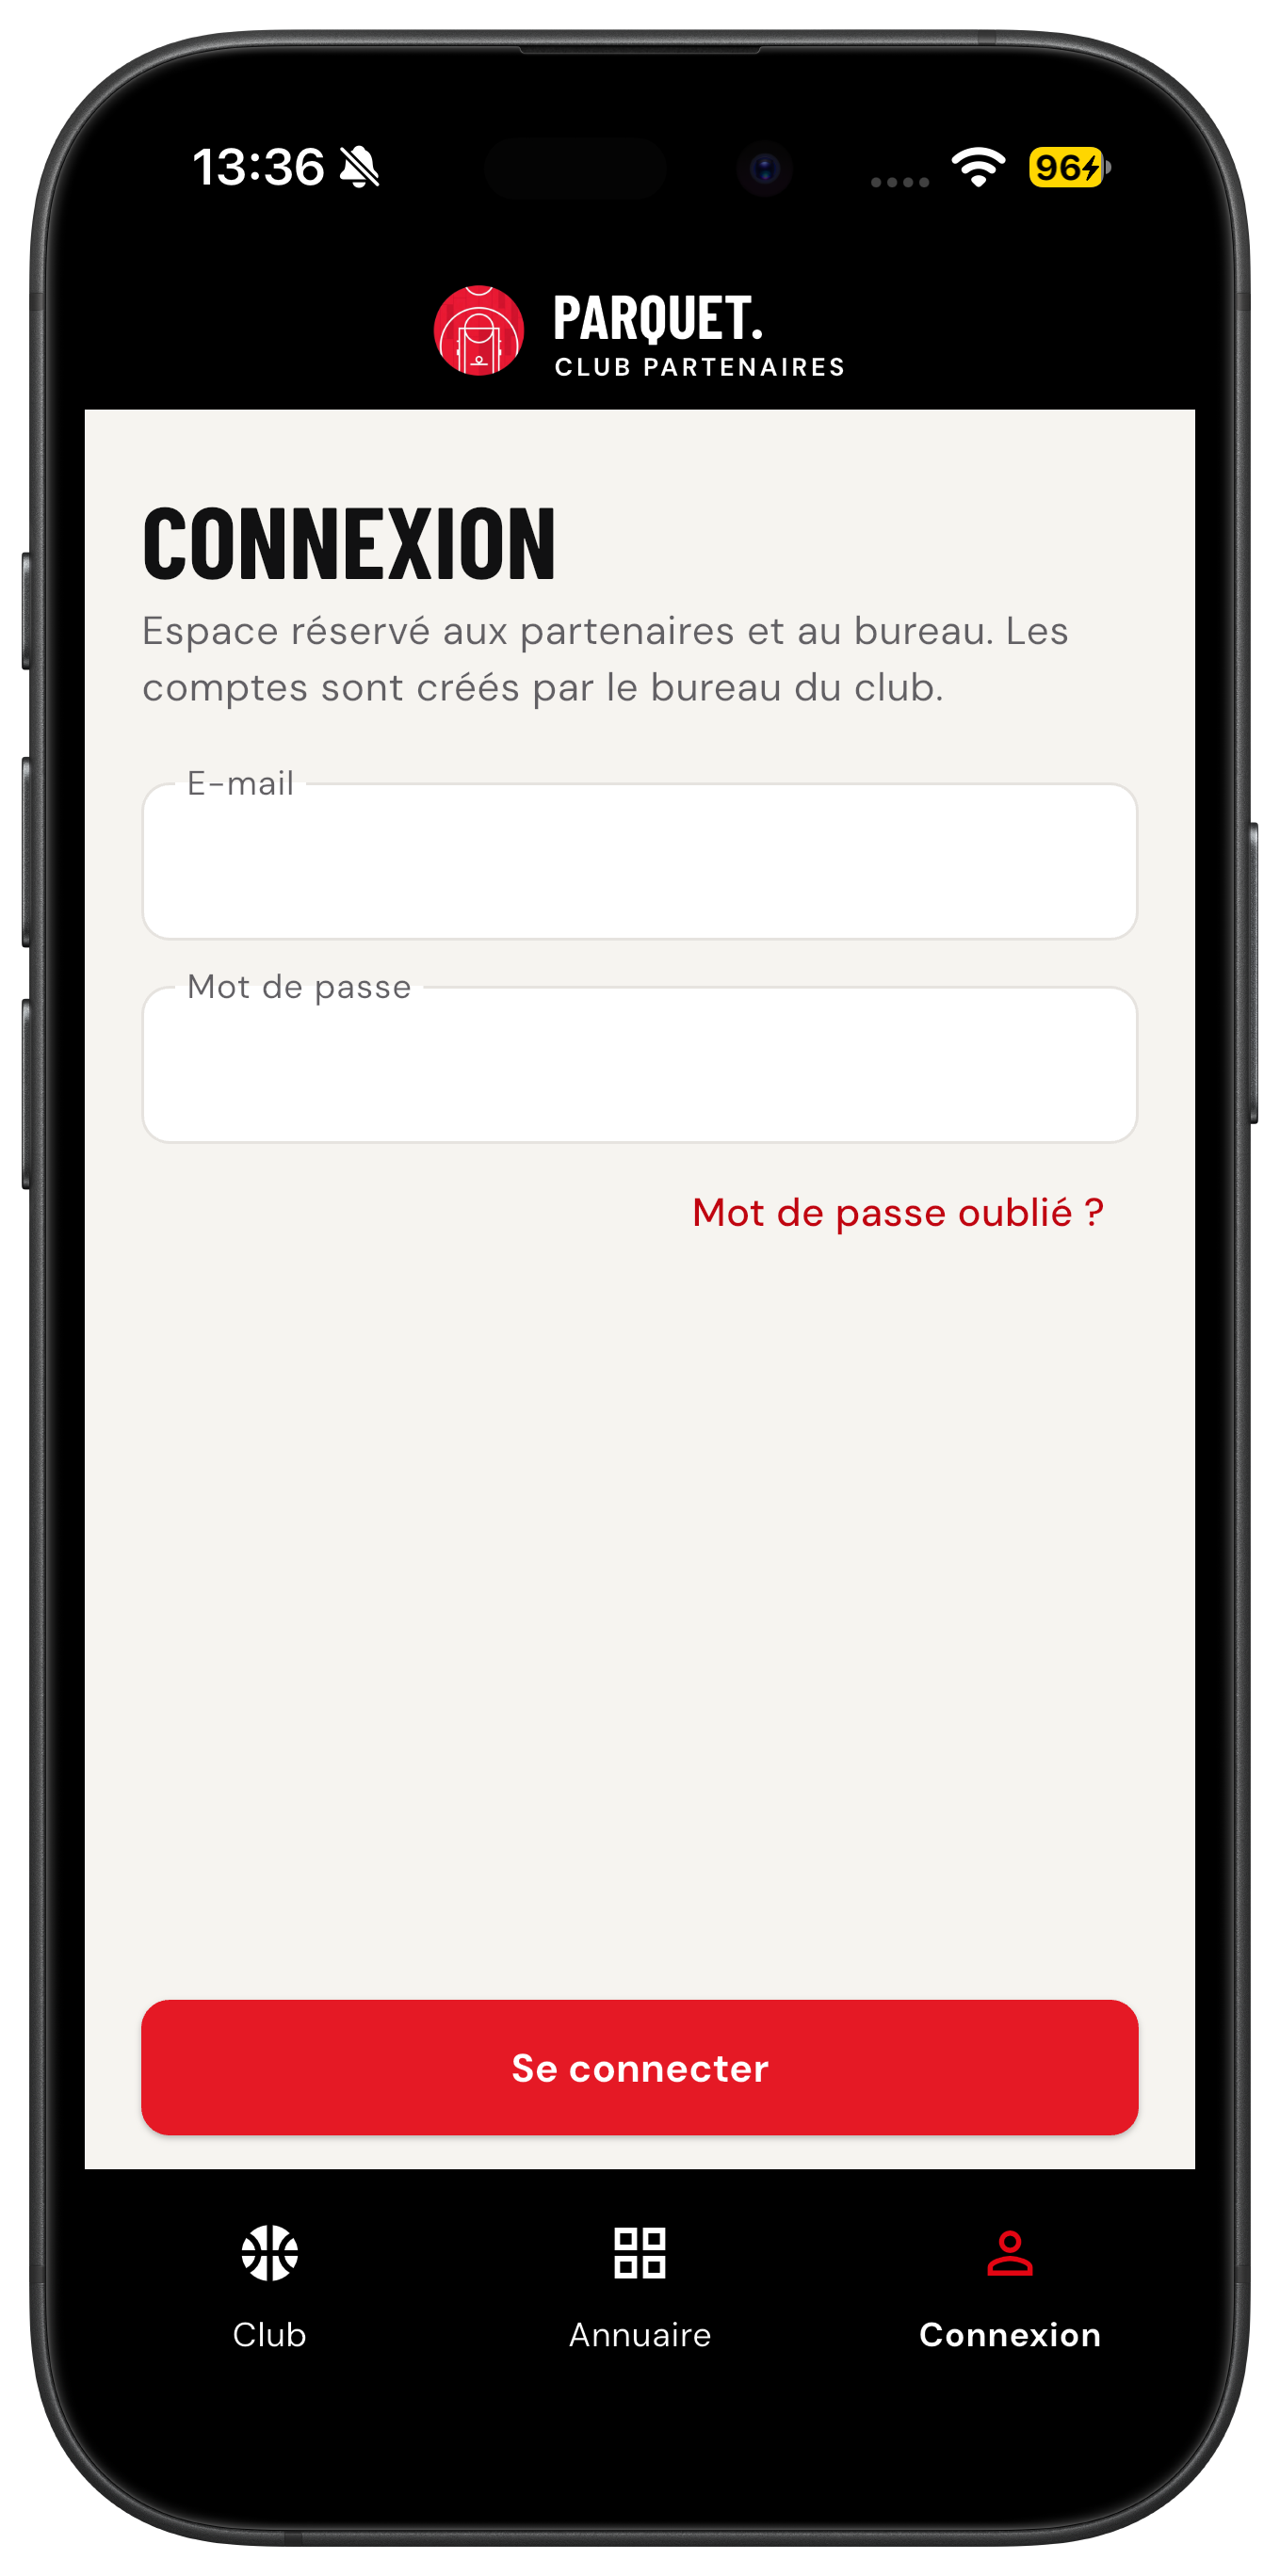 13:36
96
PARQUET.
CLUB PARTENAIRES
CONNEXION
Espace réservé aux partenaires et au bureau. Les
comptes sont créés par le bureau du club.
E-mail
Mot de passe
Mot de passe oublié ?
Se connecter
Club
Annuaire
Connexion